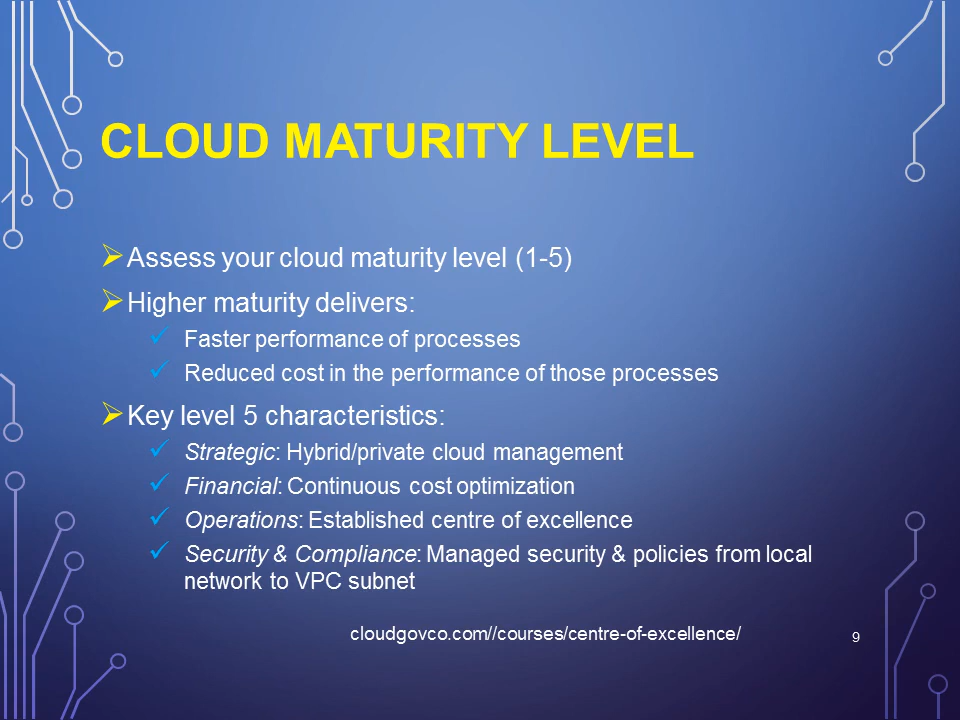 CLOUD MATURITY LEVEL
Assess your cloud maturity level (1-5)
Higher maturity delivers:
Faster performance of processes
Reduced cost in the performance of those processes
Key level 5 characteristics:
Strategic: Hybrid/private cloud management
Financial: Continuous cost optimization
Operations: Established centre of excellence
Security & Compliance: Managed security & policies from local
network to VPC subnet
cloudgovco.com//courses/centre-of-excellence/
9